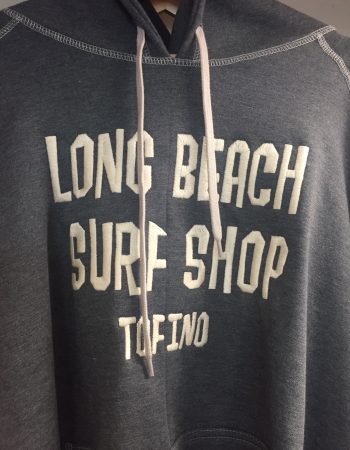 LONG BEACH
SURF SHOP
TOFINO